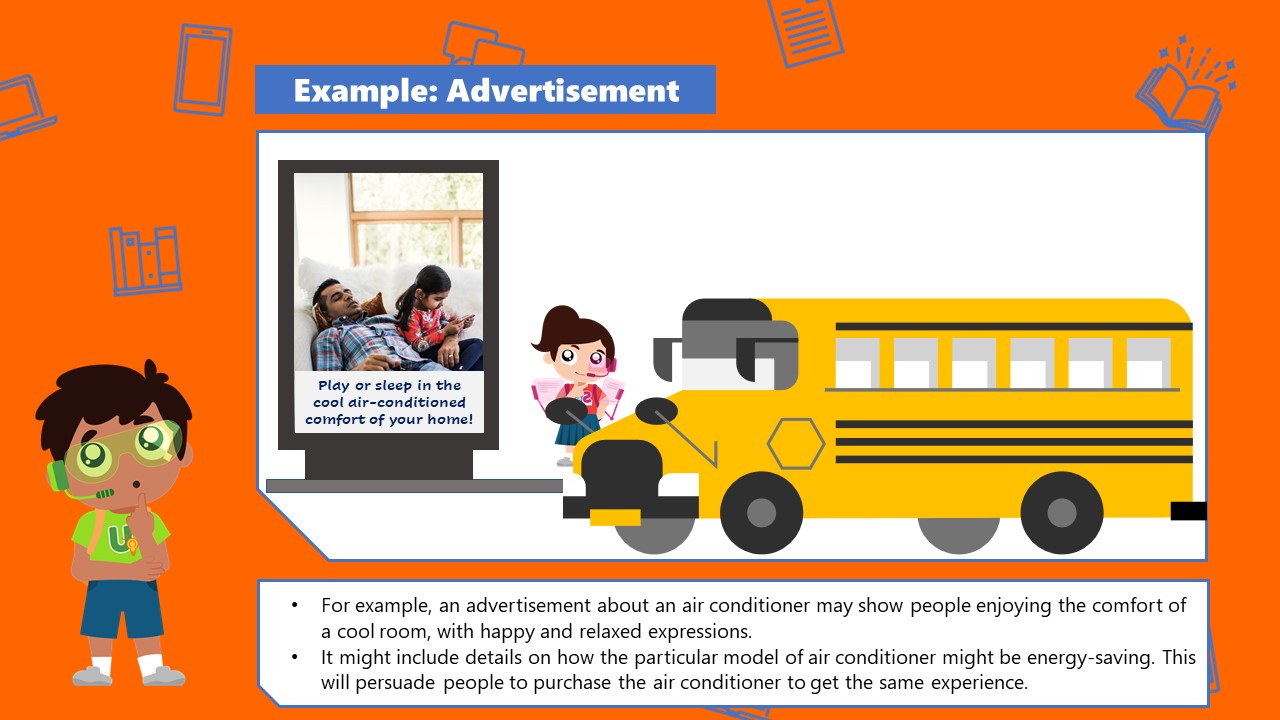 Example: Advertisement
Play or sleep in the
cool air-conditioned
comfort of your home!
U
• For example, an advertisement about an air conditioner may show people enjoying the comfort of
a cool room, with happy and relaxed expressions.
• It might include details on how the particular model of air conditioner might be energy-saving. This
will persuade people to purchase the air conditioner to get the same experience.